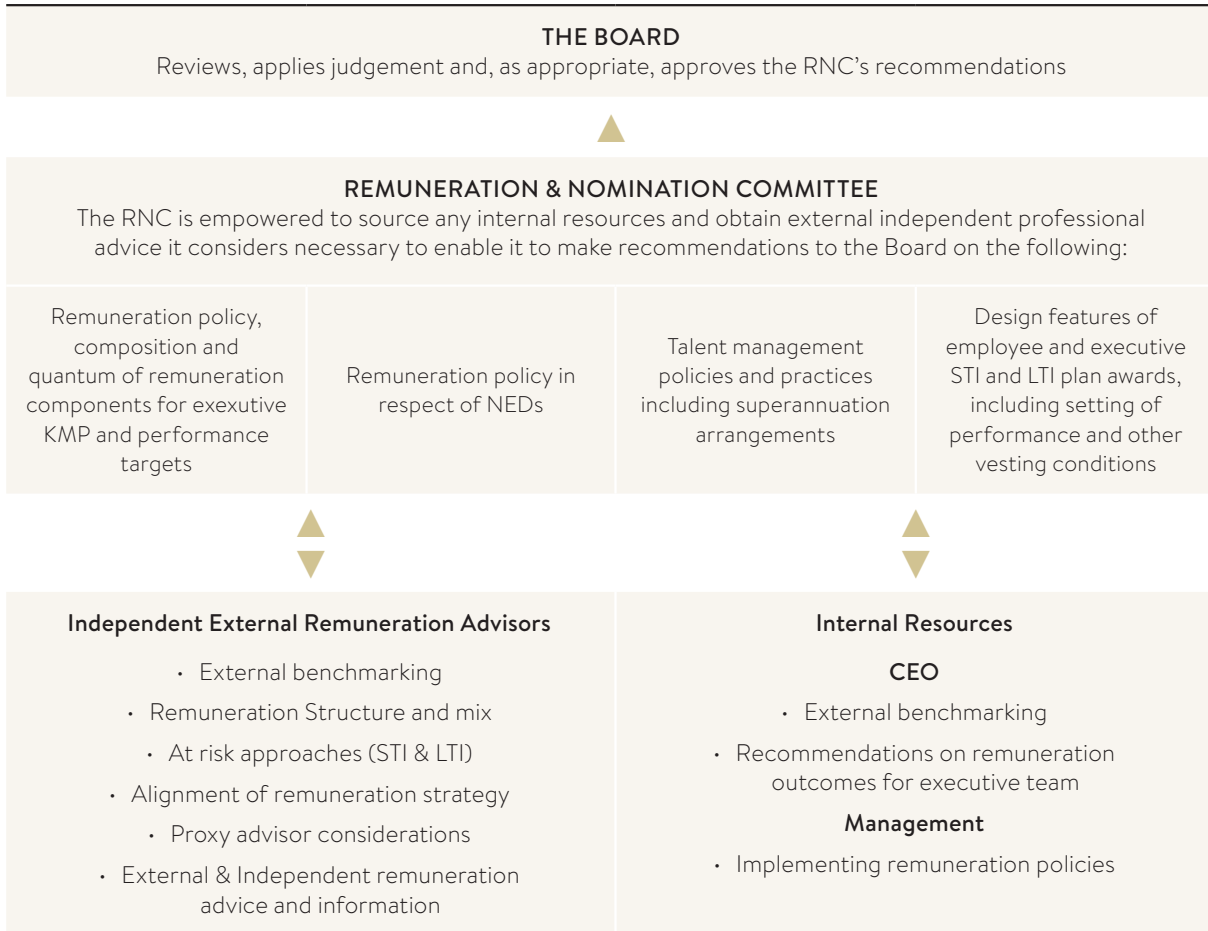 THE BOARD
Reviews, applies judgement and, as appropriate, approves the RNC’s recommendations
REMUNERATION & NOMINATION COMMITTEE
The RNC is empowered to source any internal resources and obtain external independent professional
advice it considers necessary to enable it to make recommendations to the Board on the following:
Remuneration policy,
composition and
quantum of remuneration
components for exexutive
KMP and performance
targets
Remuneration policy in
respect of NEDs
Talent management
policies and practices
including superannuation
arrangements
Design features of
employee and executive
STI and LTI plan awards,
including setting of
performance and other
vesting conditions
Independent External Remuneration Advisors
• External benchmarking
• Remuneration Structure and mix
• At risk approaches (STI & LTI)
• Alignment of remuneration strategy
• Proxy advisor considerations
• External & Independent remuneration
advice and information
Internal Resources
CEO
• External benchmarking
• Recommendations on remuneration
outcomes for executive team
Management
• Implementing remuneration policies